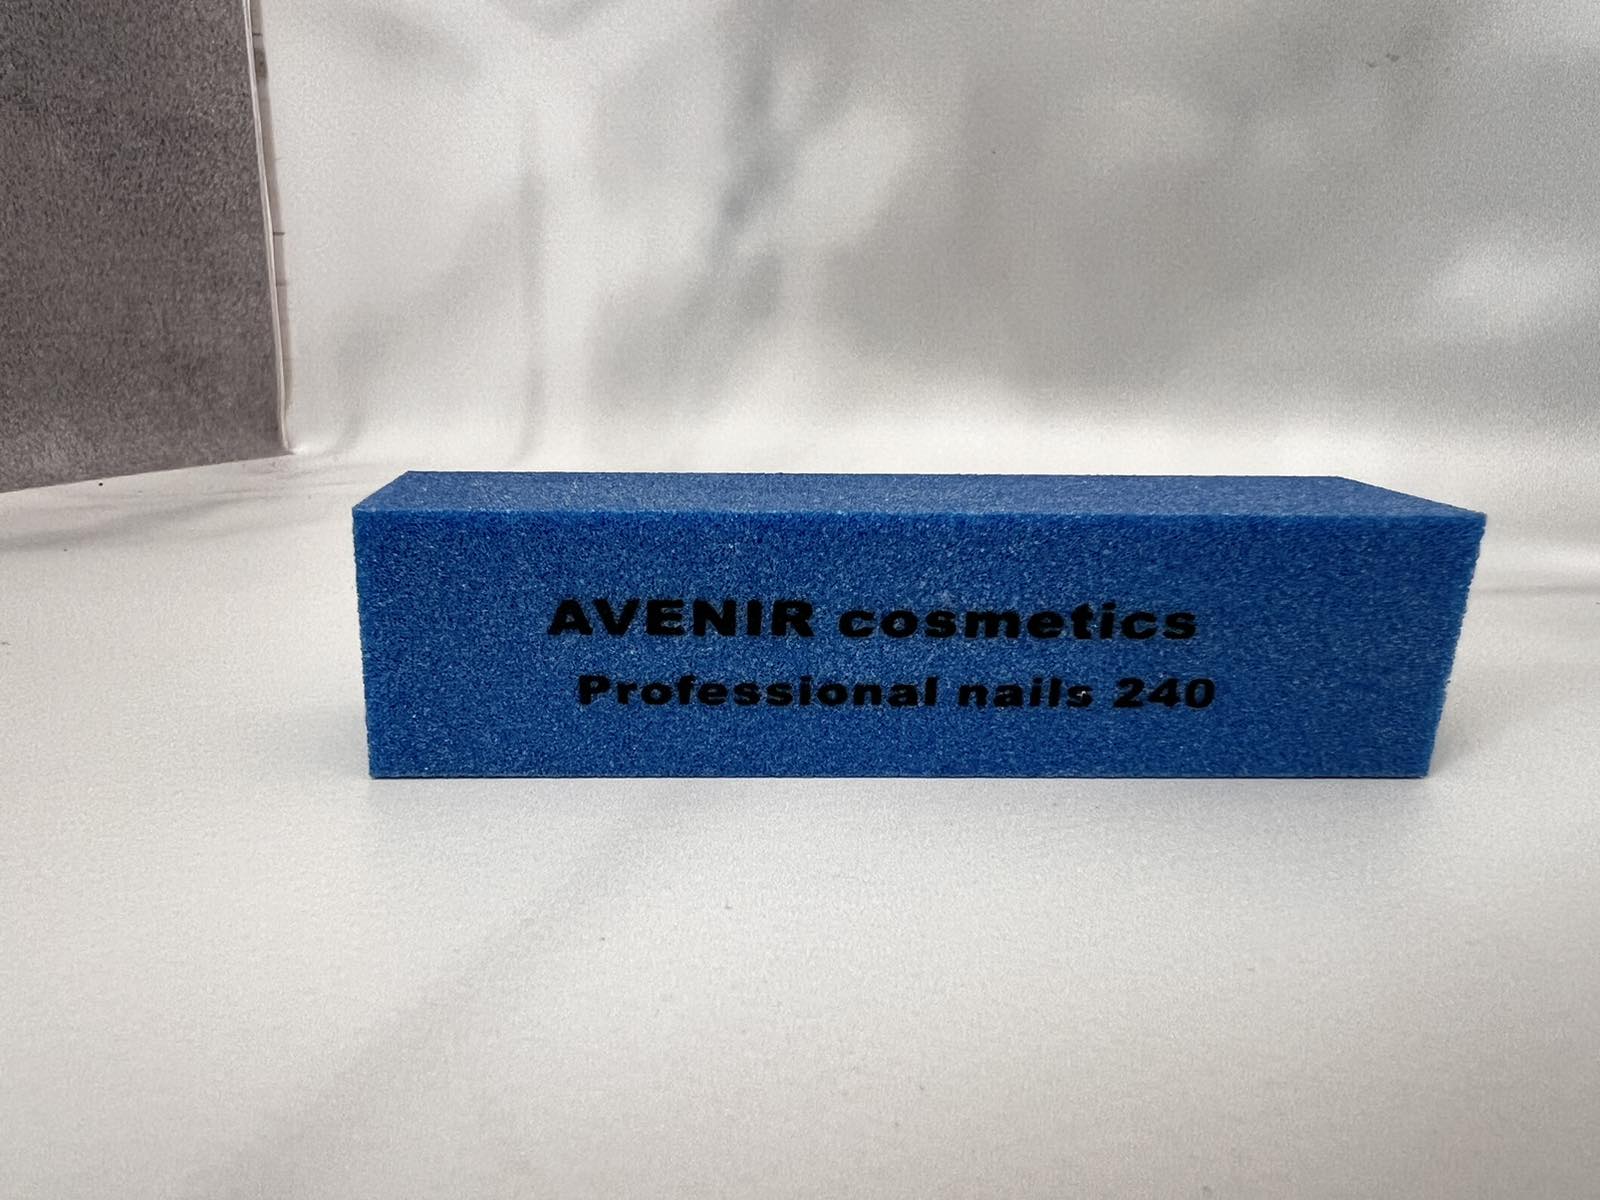 AVENIR cosmetics
Professional nails 240